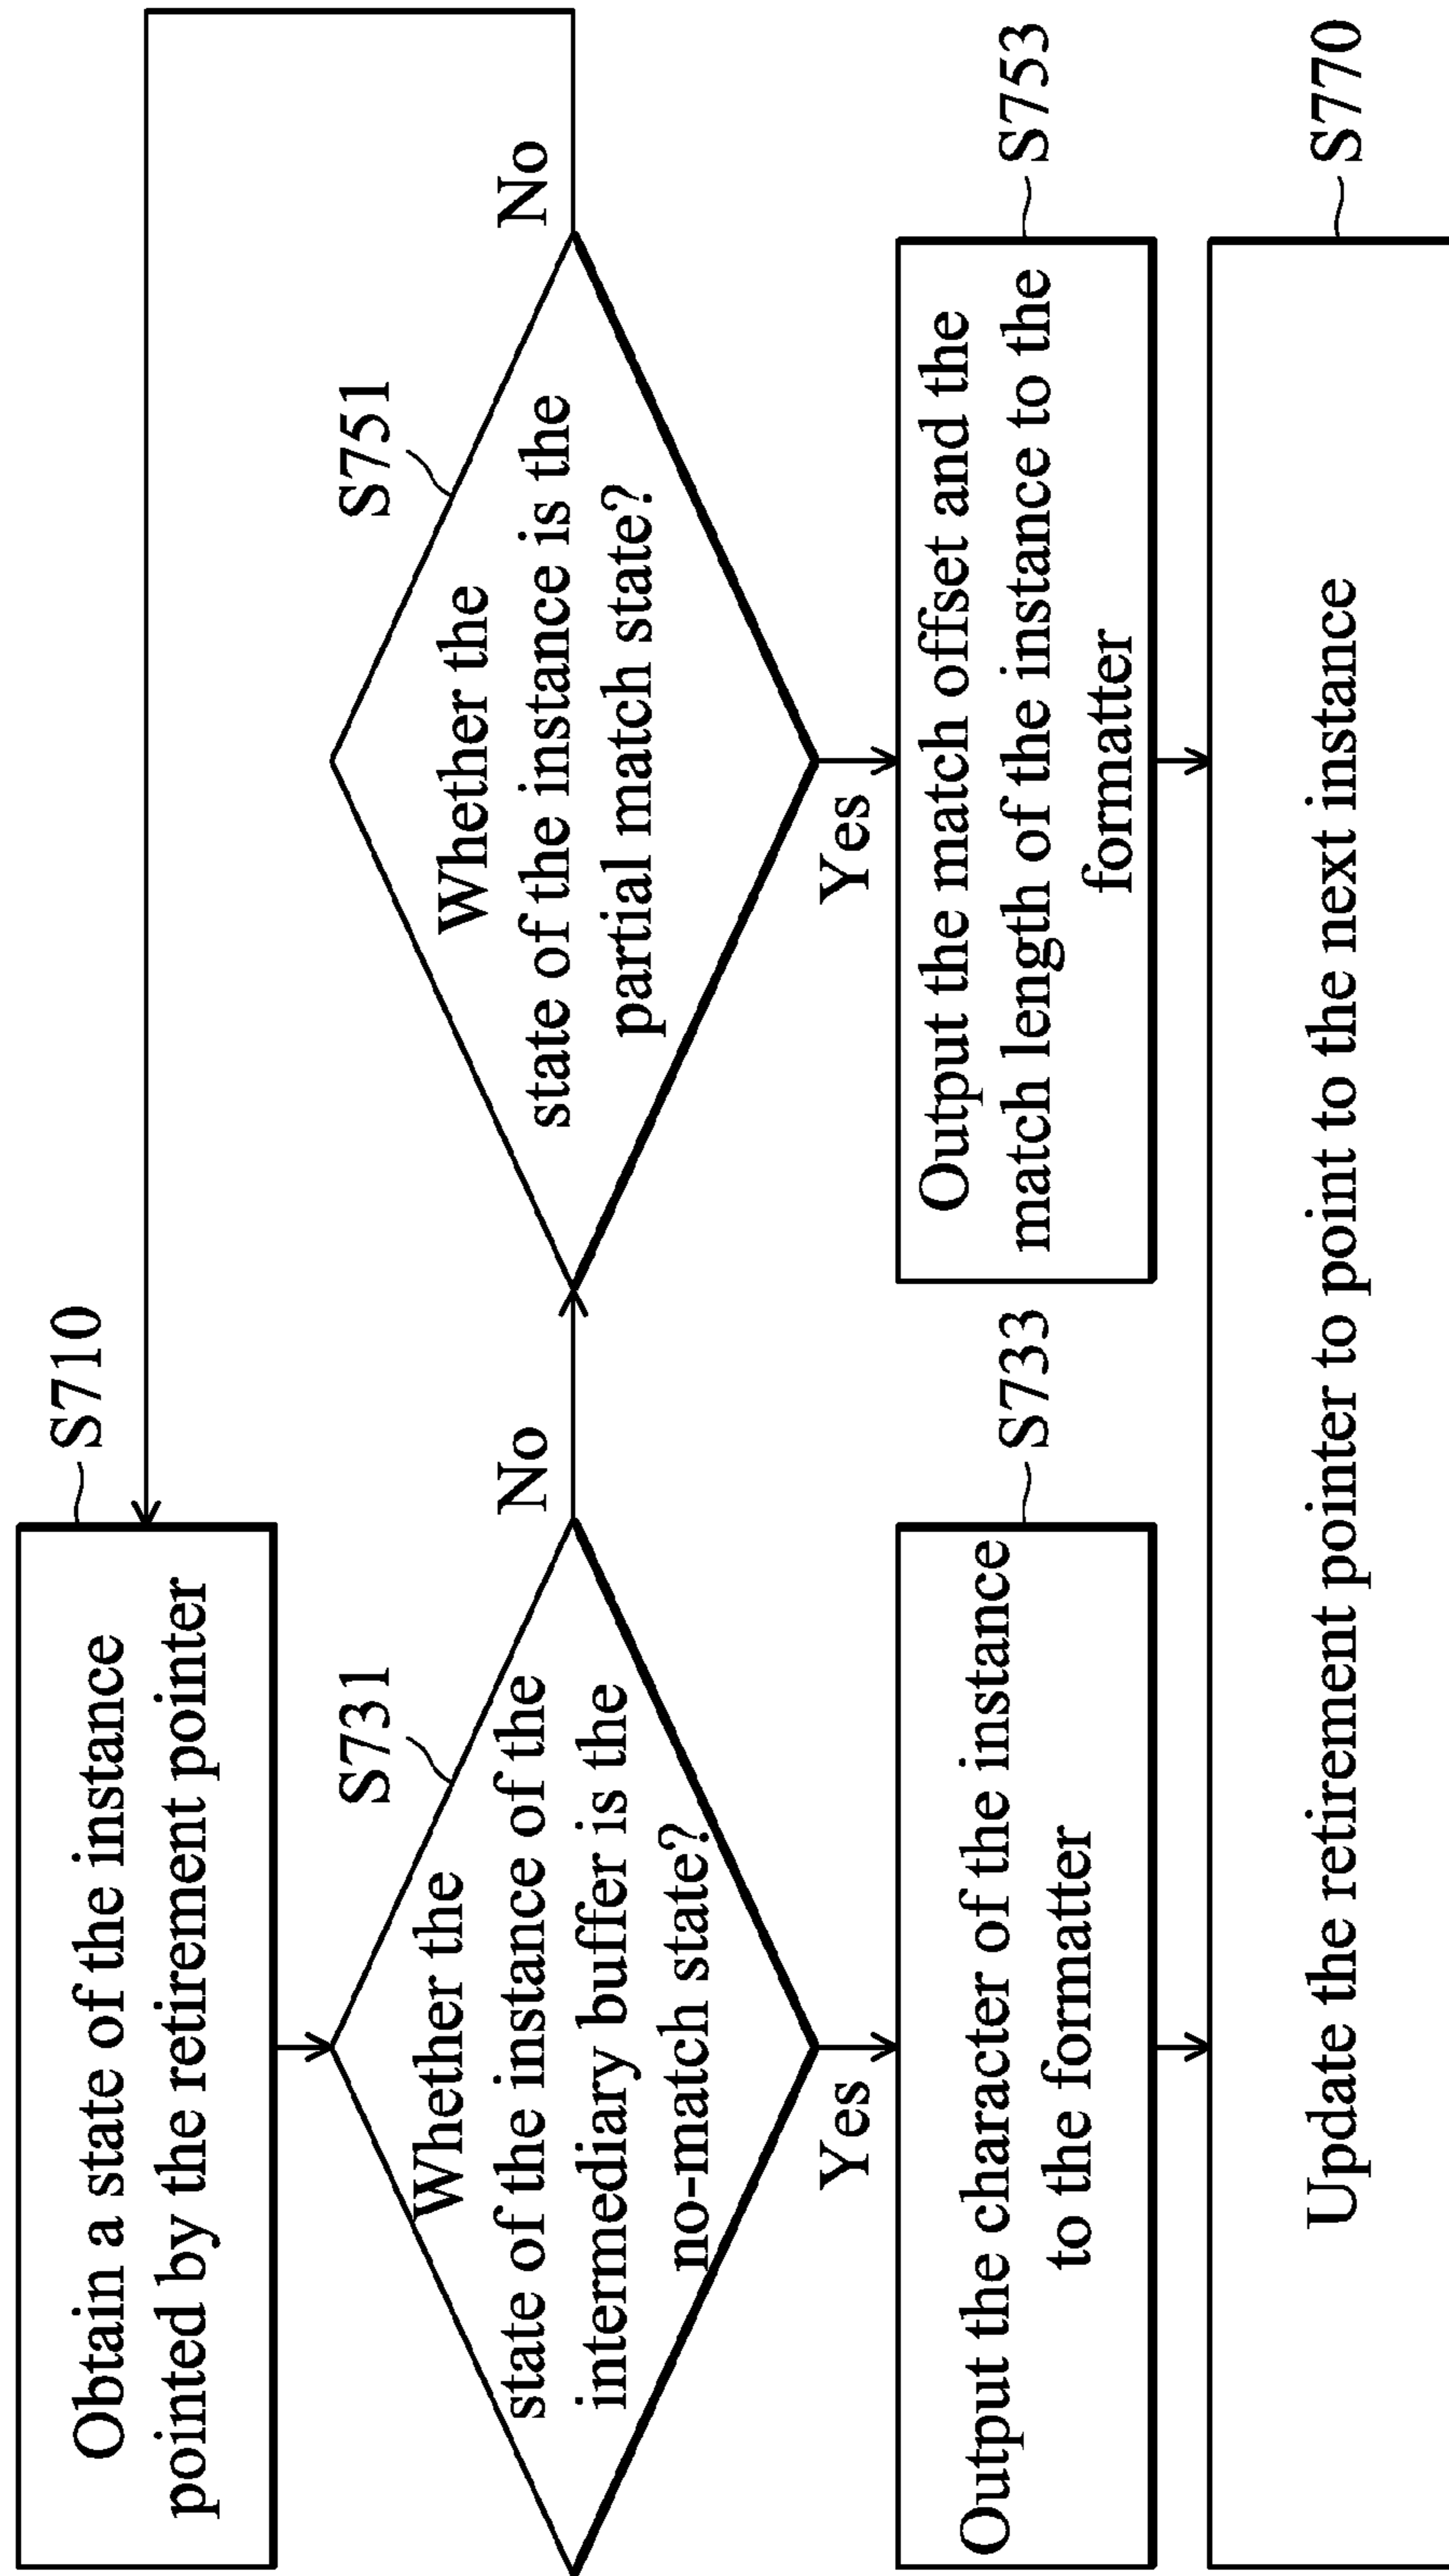 S710
Obtain a state of the instance
pointed by the retirement pointer
S731
Whether the
state of the instance of the
intermediary buffer is the
no-match state?
No
Yes
S751
Whether the
state of the instance is the
partial match state?
No
Yes
S733
Output the character of the instance
to the formatter
S753
Output the match offset and the
match length of the instance to the
formatter
S770
Update the retirement pointer to point to the next instance